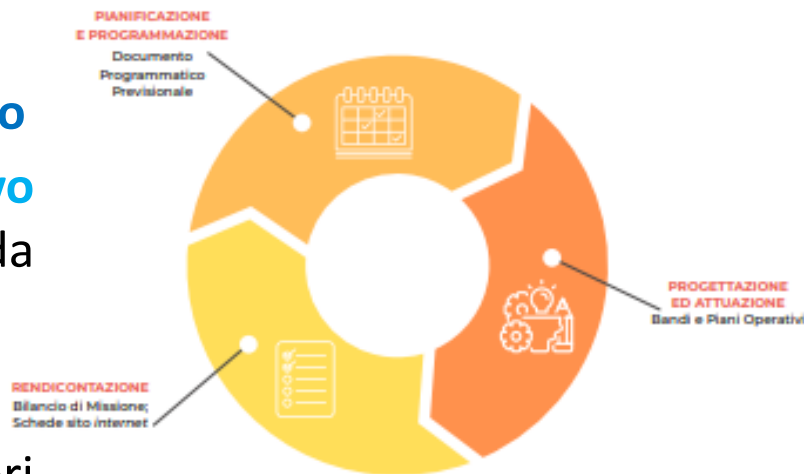 PIANIFICAZIONE
E PROGRAMMAZIONE
Documento
Programmatico
Previsionale
o
vo
da
PROGETTAZIONE
ED ATTUAZIONE
Bandi e Piani Operativi
RENDICONTAZIONE
Bilancio di Missione;
Schede sito internet
ri